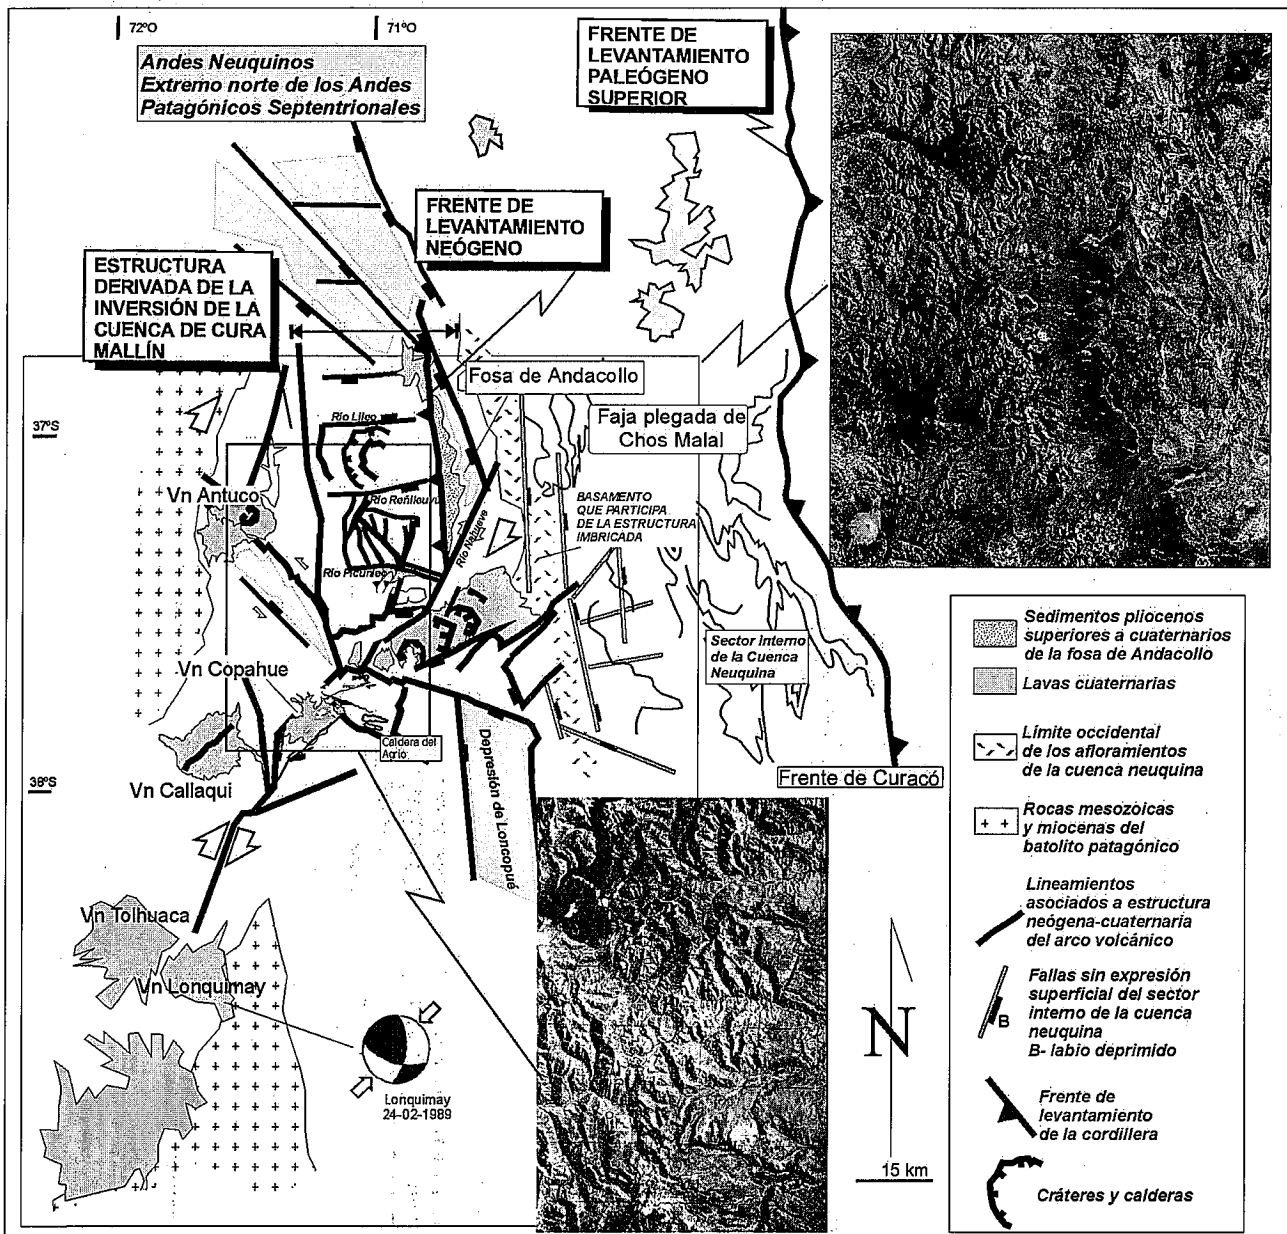 72ºO
71ºO
Andes Neuquinos
Extremo norte de los Andes
Patagónicos Septentrionales
FRENTE DE
LEVANTAMIENTO
PALEÓGENO
SUPERIOR
FRENTE DE
LEVANTAMIENTO
NEÓGENO
ESTRUCTURA
DERIVADA DE LA
INVERSIÓN DE LA
CUENCA DE CURA
MALLÍN
Fosa de Andacollo
Faja plegada de
Chos Malal
37ºS
Río Lileo
Vn Antuco
Río Reñileuvú
Río Nahueve
BASAMENTO
QUE PARTICIPA
DE LA ESTRUCTURA
IMBRICADA
Río Picunleo
Sector interno
de la Cuenca
Neuquina
Vn Copahue
Caldera del
Agrio
Depresión de Loncopué
Frente de Curacó
38ºS
Vn Callaqui
Vn Tolhuaca
Vn Lonquimay
Lonquimay
24-02-1989
N
15 km
Sedimentos pliocenos
superiores a cuaternarios
de la fosa de Andacollo
Lavas cuaternarias
Límite occidental
de los afloramientos
de la cuenca neuquina
Rocas mesozoicas
y miocenas del
batolito patagónico
Lineamientos
asociados a estructura
neógena-cuaternaria
del arco volcánico
Fallas sin expresión
superficial del sector
interno de la cuenca
neuquina
B
B- labio deprimido
Frente de
levantamiento
de la cordillera
Cráteres y calderas